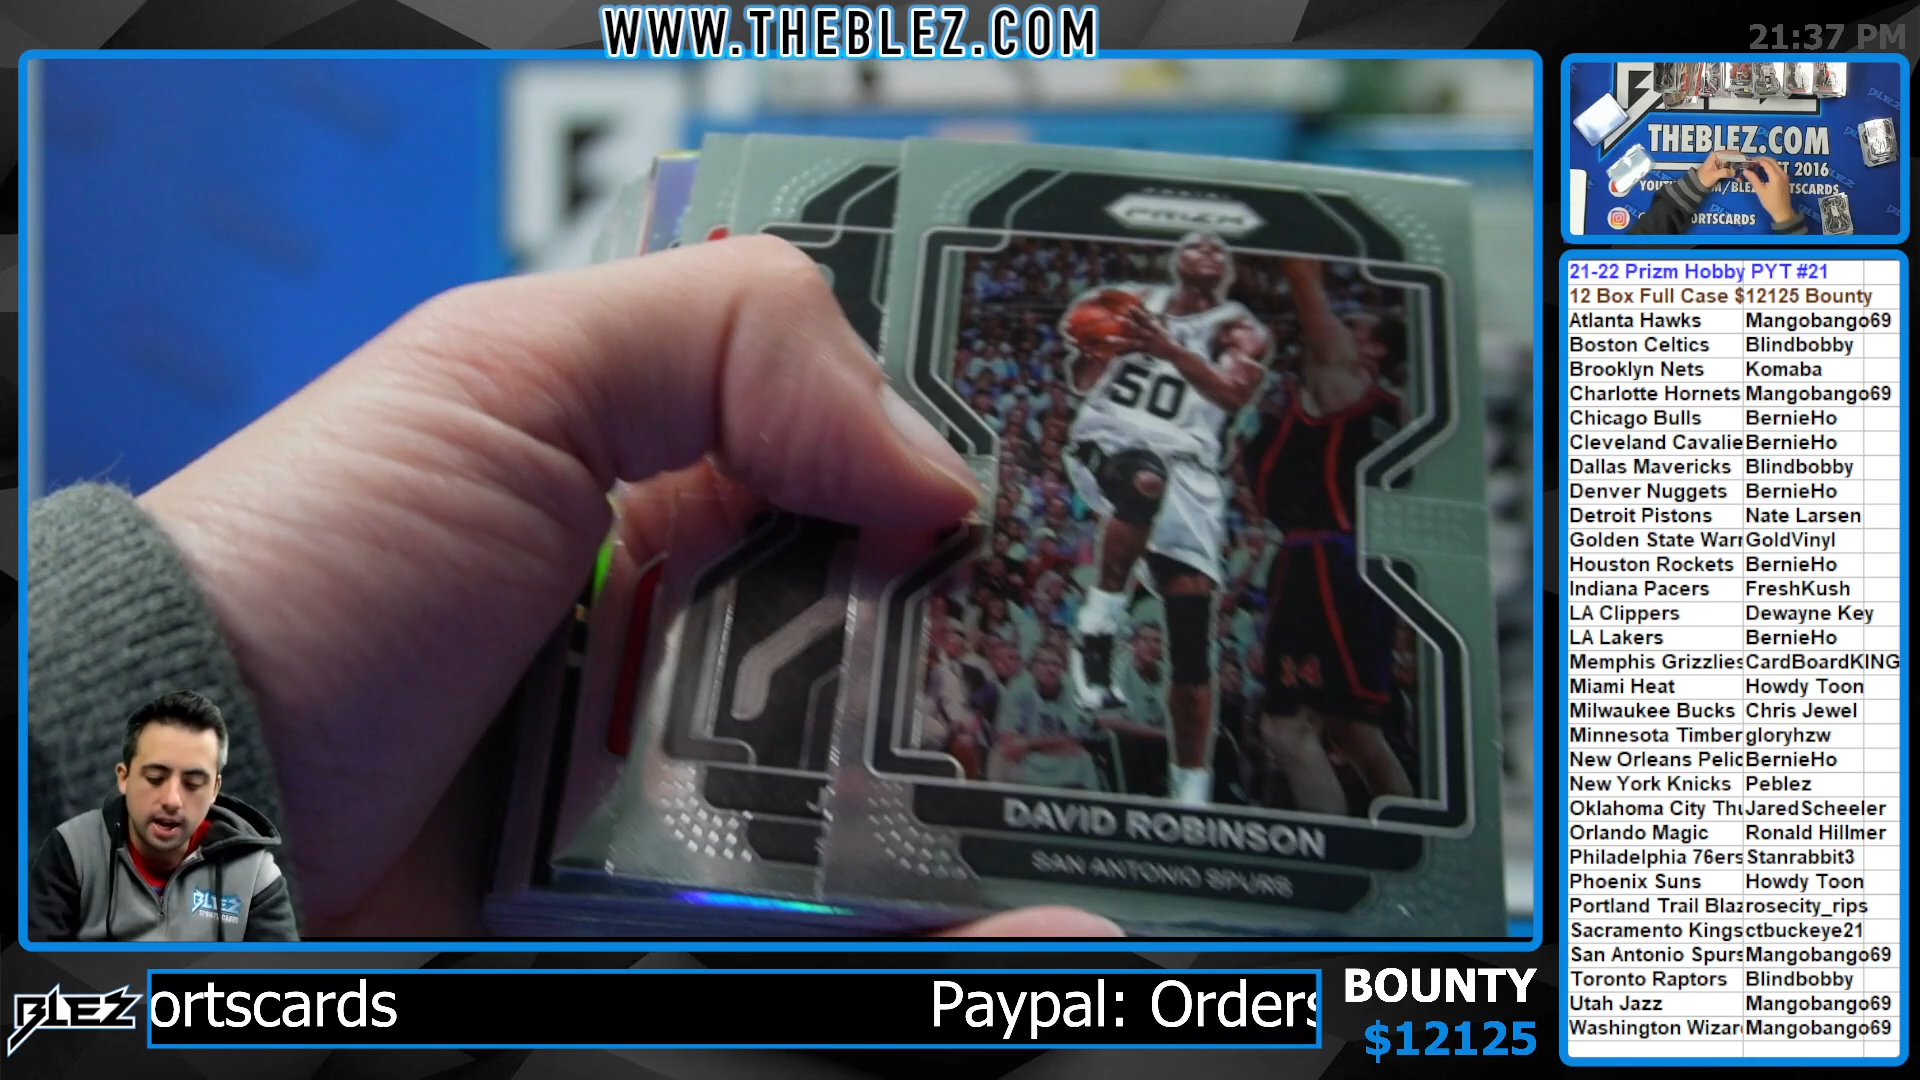 WWW.THEBLEZ.COM
21:37 PM
PRIZM
50
14
DAVID ROBINSON
SAN ANTONIO SPURS
BLEZ
THEBLEZ.COM
2016
21-22 Prizm Hobby PYT #21
12 Box Full Case $12125 Bounty
Atlanta Hawks Mangobango69
Boston Celtics Blindbobby
Brooklyn Nets Komaba
Charlotte Hornets Mangobango69
Chicago Bulls BernieHo
Cleveland Cavalie BernieHo
Dallas Mavericks Blindbobby
Denver Nuggets BernieHo
Detroit Pistons Nate Larsen
Golden State Warr GoldVinyl
Houston Rockets BernieHo
Indiana Pacers FreshKush
LA Clippers Dewayne Key
LA Lakers BernieHo
Memphis Grizzlies CardBoardKING
Miami Heat Howdy Toon
Milwaukee Bucks Chris Jewel
Minnesota Timber gloryhzw
New Orleans Pelic BernieHo
New York Knicks Peblez
Oklahoma City Thu JaredScheeler
Orlando Magic Ronald Hillmer
Philadelphia 76ers Stanrabbit3
Phoenix Suns Howdy Toon
Portland Trail Blaz rosecity_rips
Sacramento Kings ctbuckeye21
San Antonio Spurs Mangobango69
Toronto Raptors Blindbobby
Utah Jazz Mangobango69
Washington Wizar Mangobango69
BLEZ
ortscards Paypal: Orders
BOUNTY
$12125